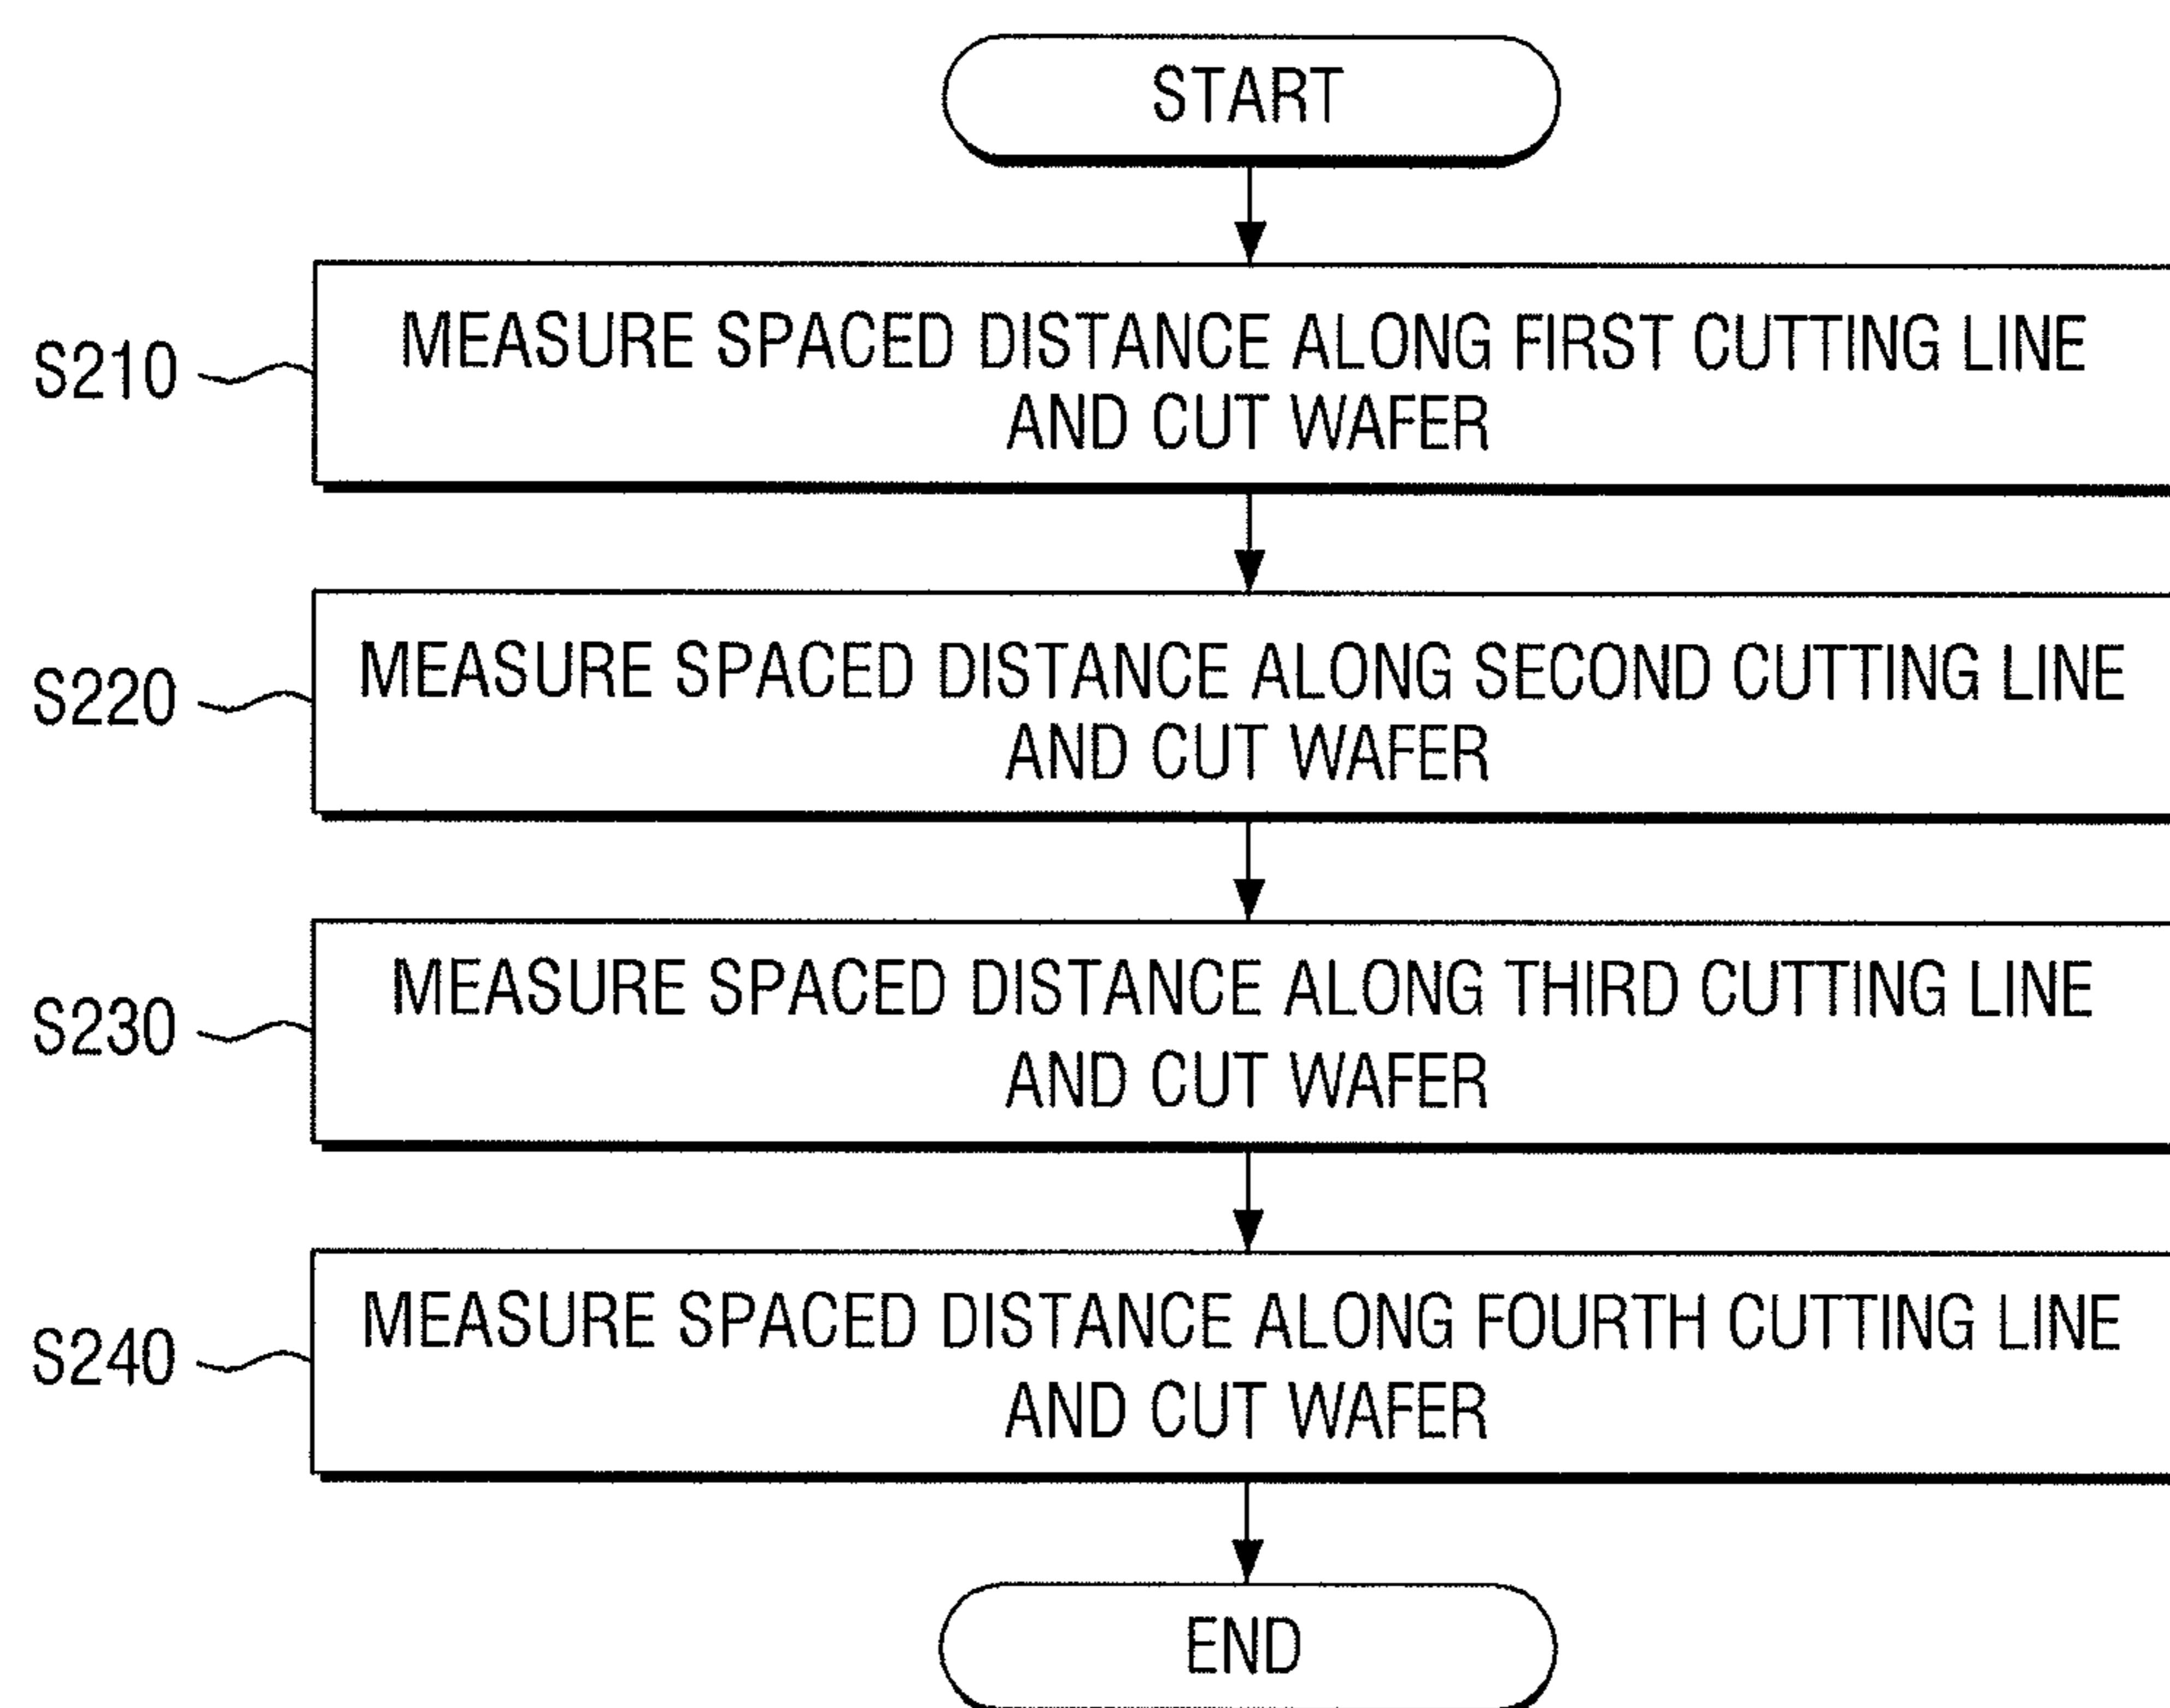 START
S210
MEASURE SPACED DISTANCE ALONG FIRST CUTTING LINE
AND CUT WAFER
S220
MEASURE SPACED DISTANCE ALONG SECOND CUTTING LINE
AND CUT WAFER
S230
MEASURE SPACED DISTANCE ALONG THIRD CUTTING LINE
AND CUT WAFER
S240
MEASURE SPACED DISTANCE ALONG FOURTH CUTTING LINE
AND CUT WAFER
END